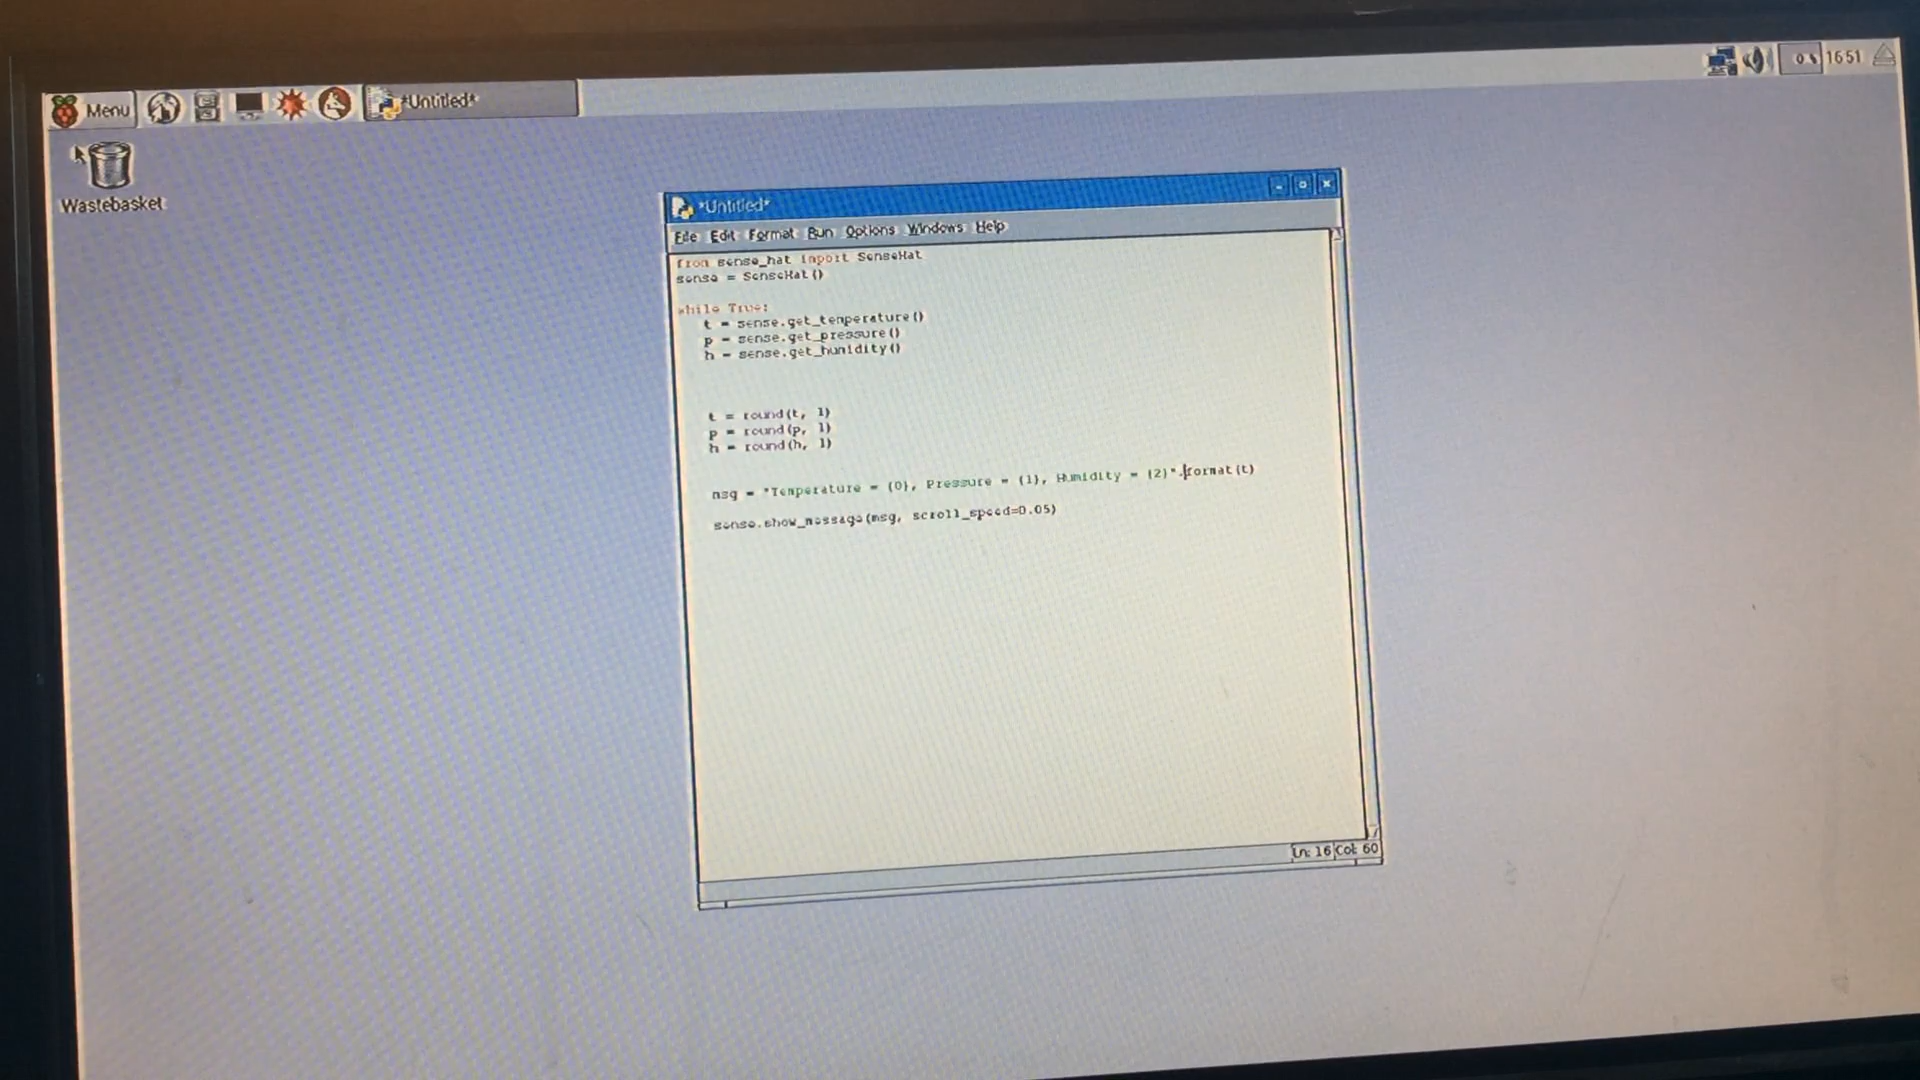 Menu
*Untitled*
0 %
16:51
Wastebasket
*Untitled*
File Edit Format Run Options Windows Help
from sense_hat import SenseHat
sense = SenseHat()
while True:
t = sense.get_temperature()
p = sense.get_pressure()
h = sense.get_humidity()
t = round(t, 1)
p = round(p, 1)
h = round(h, 1)
msg = "Temperature = {0}, Pressure = {1}, Humidity = {2}".format(t)
sense.show_message(msg, scroll_speed=0.05)
Ln: 16 Col: 60